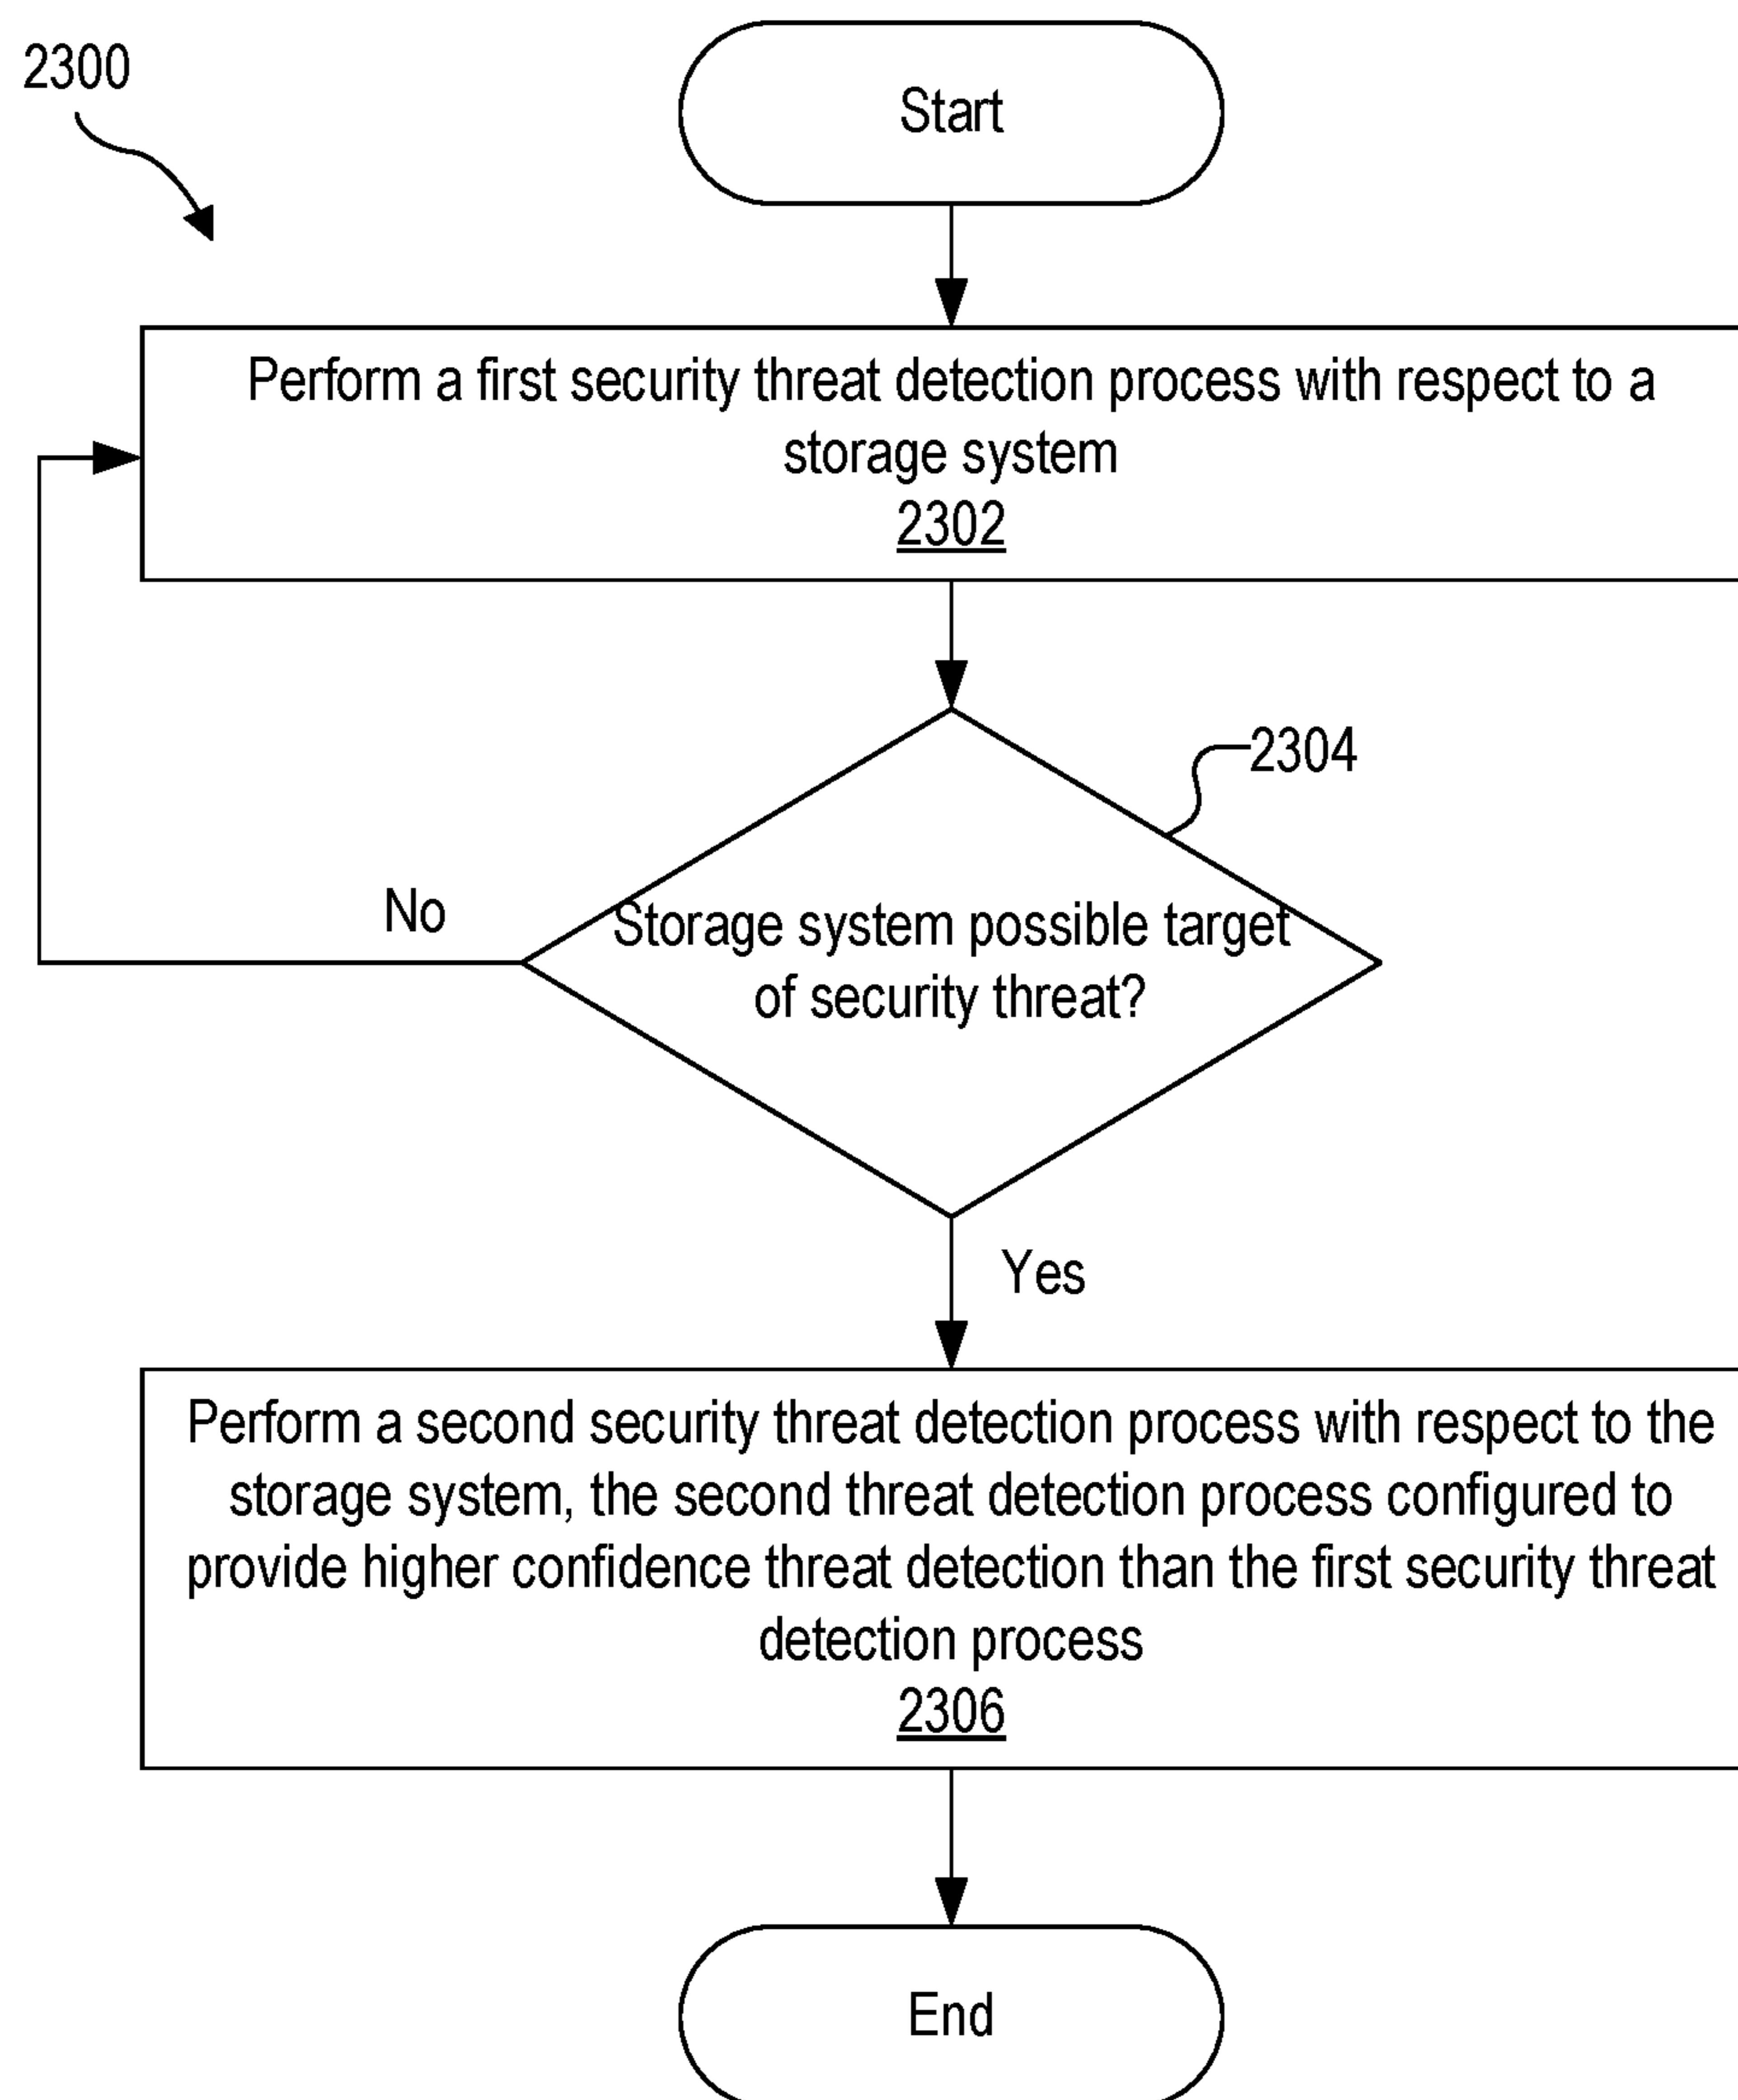 2300
Start
Perform a first security threat detection process with respect to a
storage system
2302
2304
Storage system possible target
of security threat?
No
Yes
Perform a second security threat detection process with respect to the
storage system, the second threat detection process configured to
provide higher confidence threat detection than the first security threat
detection process
2306
End